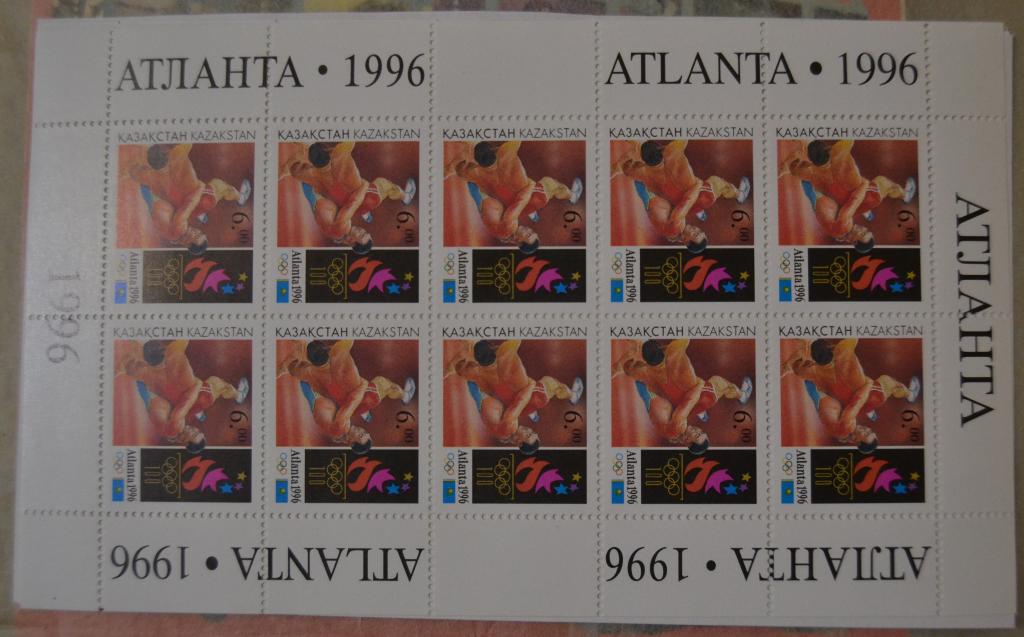 АТЛАНТА • 1996 ATLANTA • 1996
ҚАЗАҚСТАН KAZAKSTAN ҚАЗАҚСТАН KAZAKSTAN ҚАЗАҚСТАН KAZAKSTAN ҚАЗАҚСТАН KAZAKSTAN ҚАЗАҚСТАН KAZAKSTAN
6.00 6.00 6.00 6.00 6.00
Atlanta 1996 Atlanta 1996 Atlanta 1996 Atlanta 1996 Atlanta 1996
1996
АТЛАНТА
ҚАЗАҚСТАН KAZAKSTAN ҚАЗАҚСТАН KAZAKSTAN ҚАЗАҚСТАН KAZAKSTAN ҚАЗАҚСТАН KAZAKSTAN ҚАЗАҚСТАН KAZAKSTAN
6.00 6.00 6.00 6.00 6.00
Atlanta 1996 Atlanta 1996 Atlanta 1996 Atlanta 1996 Atlanta 1996
ATLANTA • 1996
АТЛАНТА • 1996